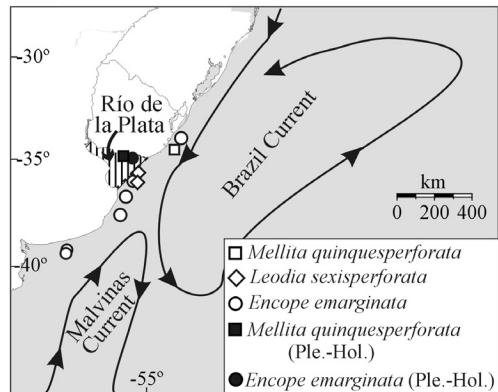 -30º
Río de
la Plata
-35º
Brazil Current
km
0 200 400
-40º
Malvinas
Current
-55º
Mellita quinquesperforata
Leodia sexisperforata
Encope emarginata
Mellita quinquesperforata
(Ple.-Hol.)
Encope emarginata (Ple.-Hol.)